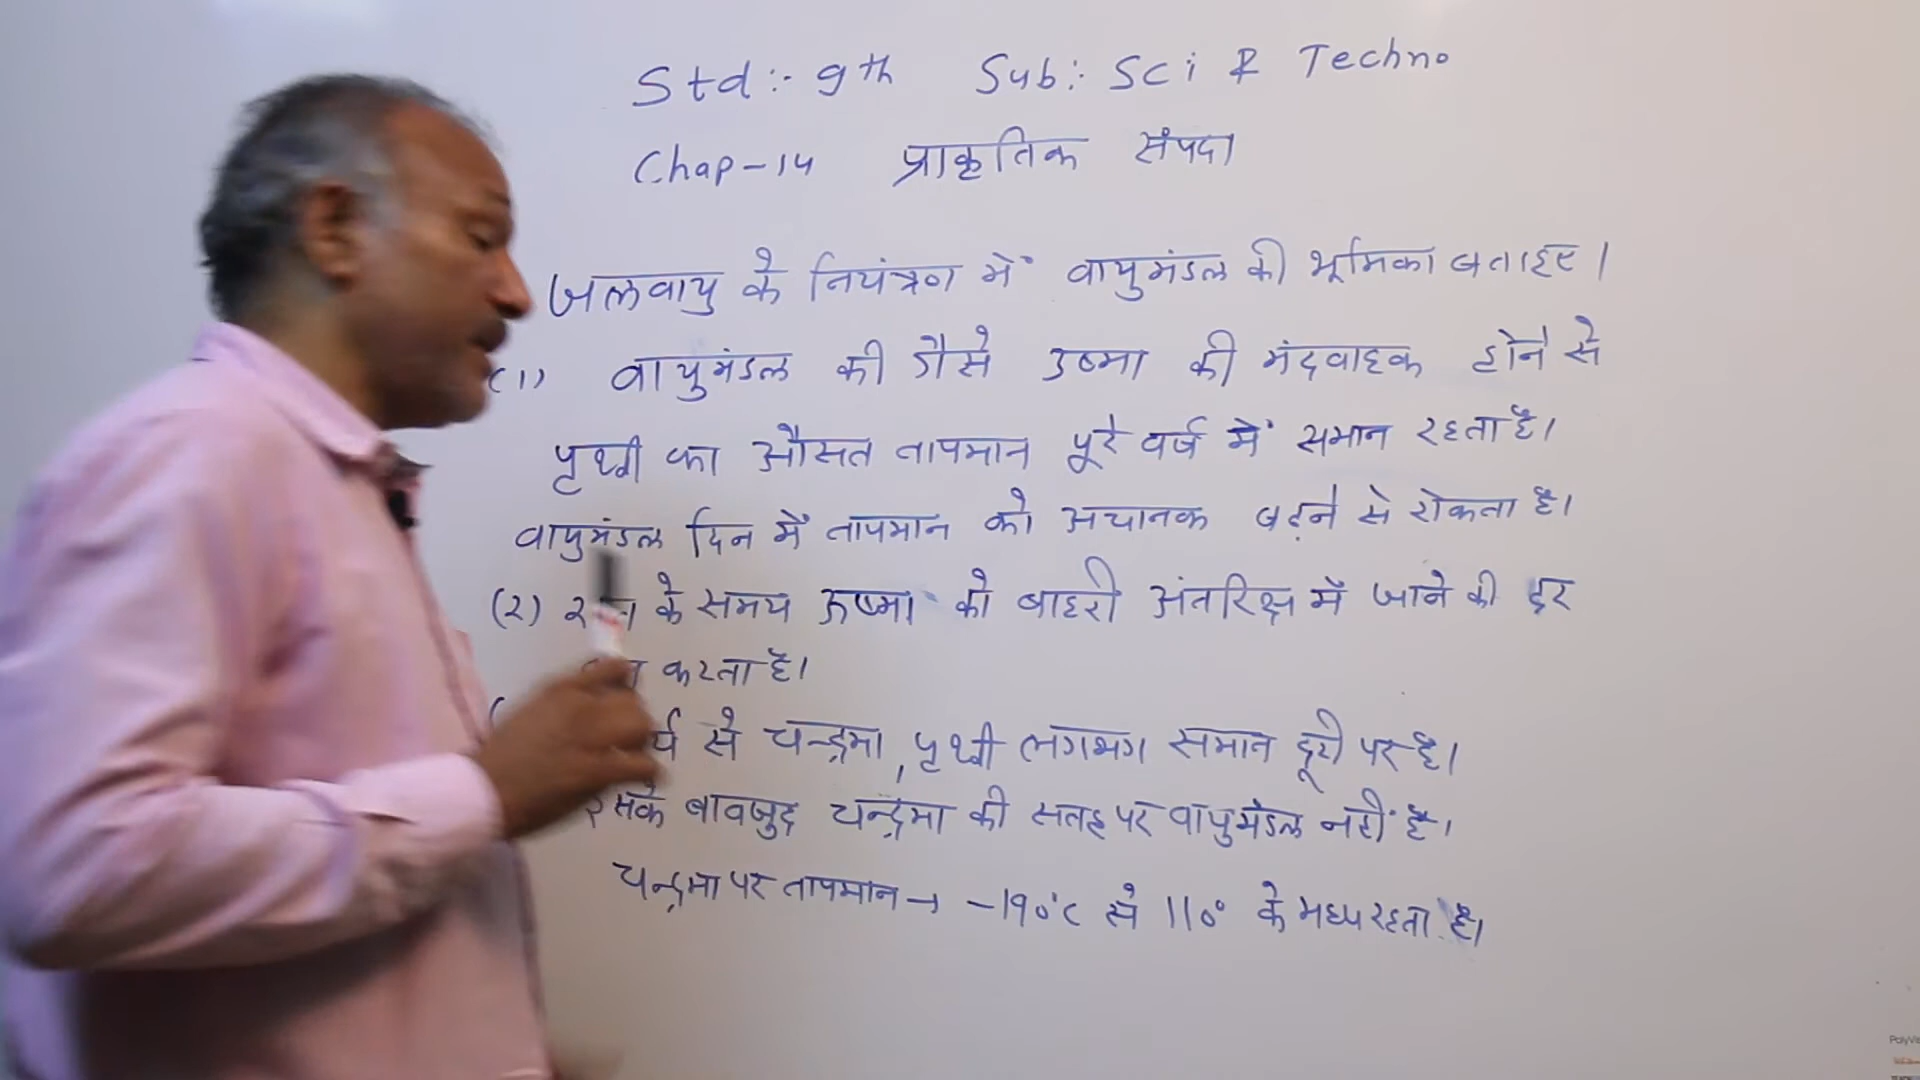 Std :- 9th Sub :- Sci & Techno
Chap-14 प्राकृतिक संपदा
जलवायु के नियंत्रण में वायुमंडल की भूमिका बताइए।
(1) वायुमंडल की गैसे उष्मा की मंदवाहक होने से
पृथ्वी का औसत तापमान पूरे वर्ष में समान रहता है।
वायुमंडल दिन में तापमान को अचानक बढ़ने से रोकता है।
(२) के समय ऊष्मा को बाहरी अंतरिक्ष में जाने की दर
करता है।
से चन्द्रमा, पृथ्वी लगभग समान दूरी पर है।
इसके बावजुद चन्द्रमा की सतह पर वायुमंडल नहीं है।
चन्द्रमा पर तापमान → -190°C से 110° के मध्य रहता है।